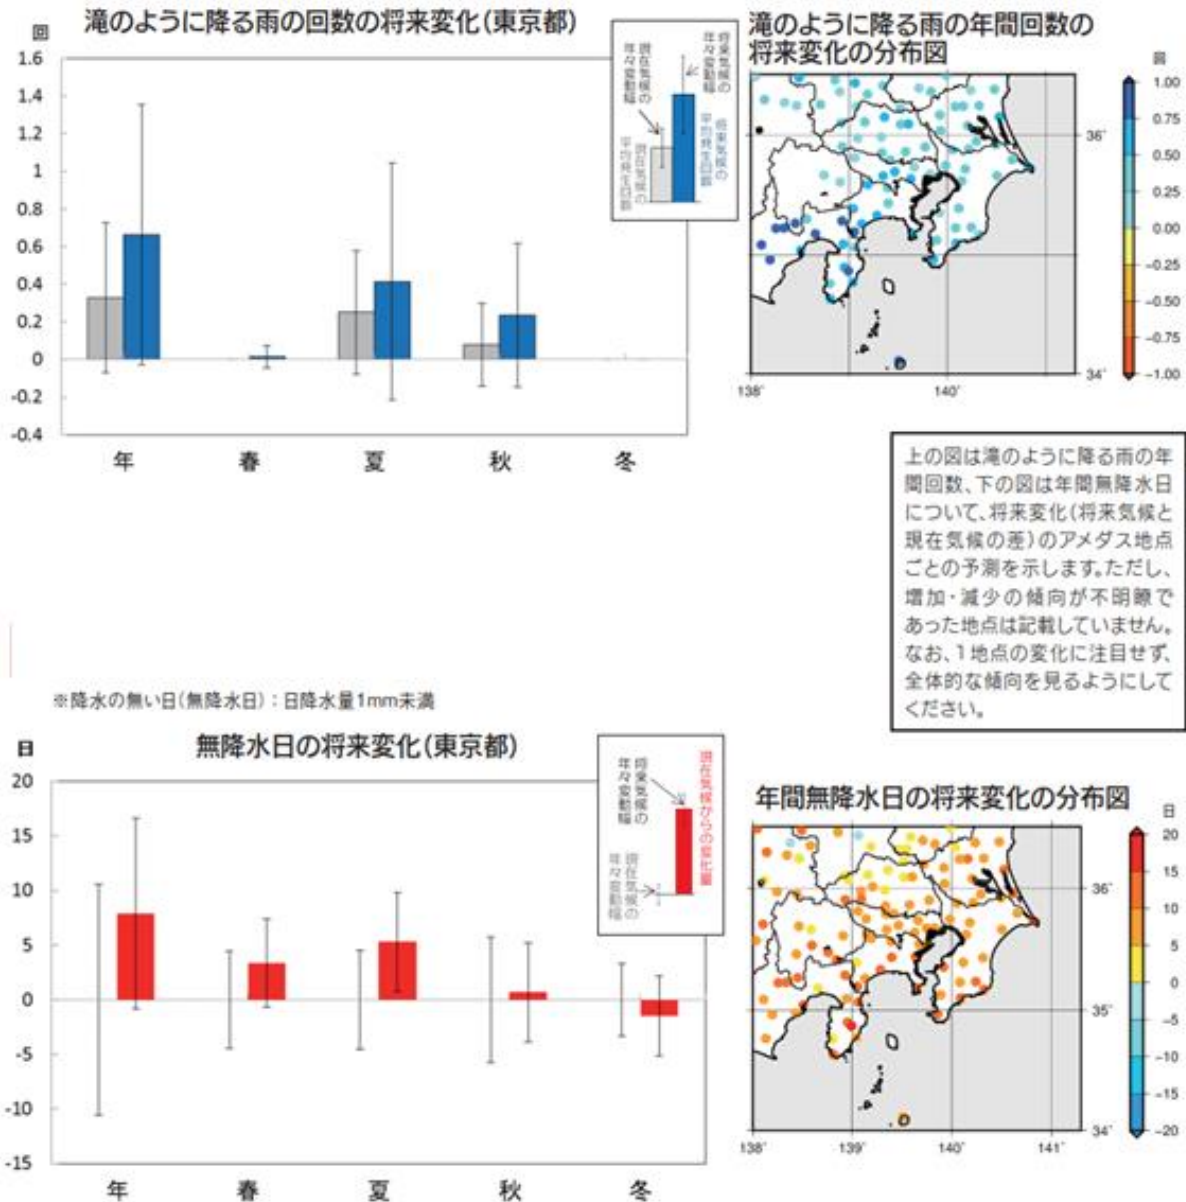 滝のように降る雨の回数の将来変化(東京都)
回
1.6
1.4
1.2
1
0.8
0.6
0.4
0.2
0
-0.2
-0.4
年 春 夏 秋 冬
将来気候の
年々変動幅
現在気候の
年々変動幅
将来気候の
平均発生回数
現在気候の
平均発生回数
滝のように降る雨の年間回数の
将来変化の分布図
回
1.00
0.75
0.50
0.25
0.00
-0.25
-0.50
-0.75
-1.00
36°
34°
138° 140°
上の図は滝のように降る雨の年
間回数、下の図は年間無降水日
について、将来変化(将来気候と
現在気候の差)のアメダス地点
ごとの予測を示します。ただし、
増加・減少の傾向が不明瞭で
あった地点は記載していません。
なお、1地点の変化に注目せず、
全体的な傾向を見るようにして
ください。
※降水の無い日(無降水日):日降水量1mm未満
無降水日の将来変化(東京都)
日
20
15
10
5
0
-5
-10
-15
年 春 夏 秋 冬
現在気候からの変化量
将来気候の
年々変動幅
現在気候の
年々変動幅
年間無降水日の将来変化の分布図
日
20
15
10
5
0
-5
-10
-15
-20
36°
35°
34°
138° 139° 140° 141°